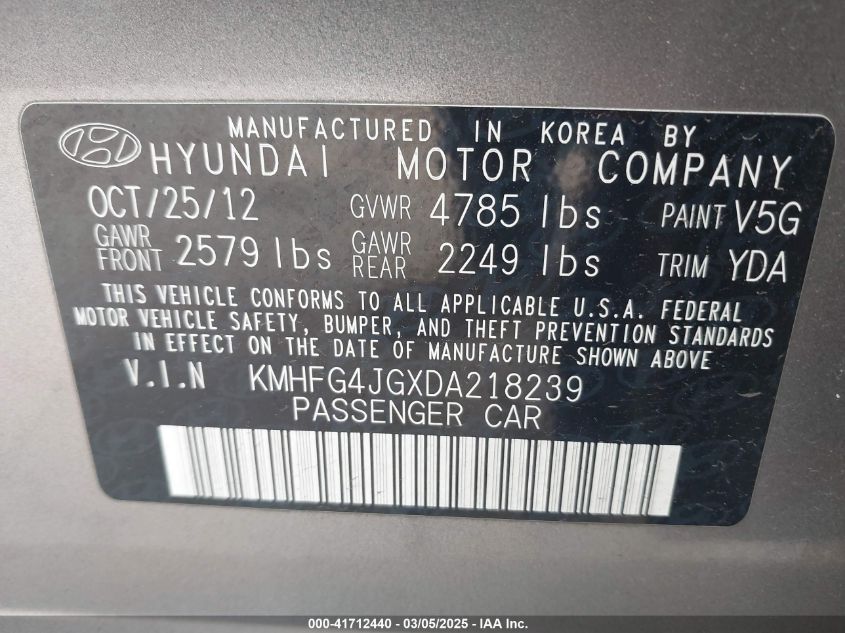 MANUFACTURED IN KOREA BY
HYUNDAI MOTOR COMPANY
OCT/25/12 GVWR 4785 lbs PAINT V5G
GAWR FRONT 2579 lbs GAWR REAR 2249 lbs TRIM YDA
THIS VEHICLE CONFORMS TO ALL APPLICABLE U.S.A. FEDERAL
MOTOR VEHICLE SAFETY, BUMPER, AND THEFT PREVENTION STANDARDS
IN EFFECT ON THE DATE OF MANUFACTURE SHOWN ABOVE
V.I.N KMHFG4JGXDA218239
PASSENGER CAR
000-41712440 - 03/05/2025 - IAA Inc.